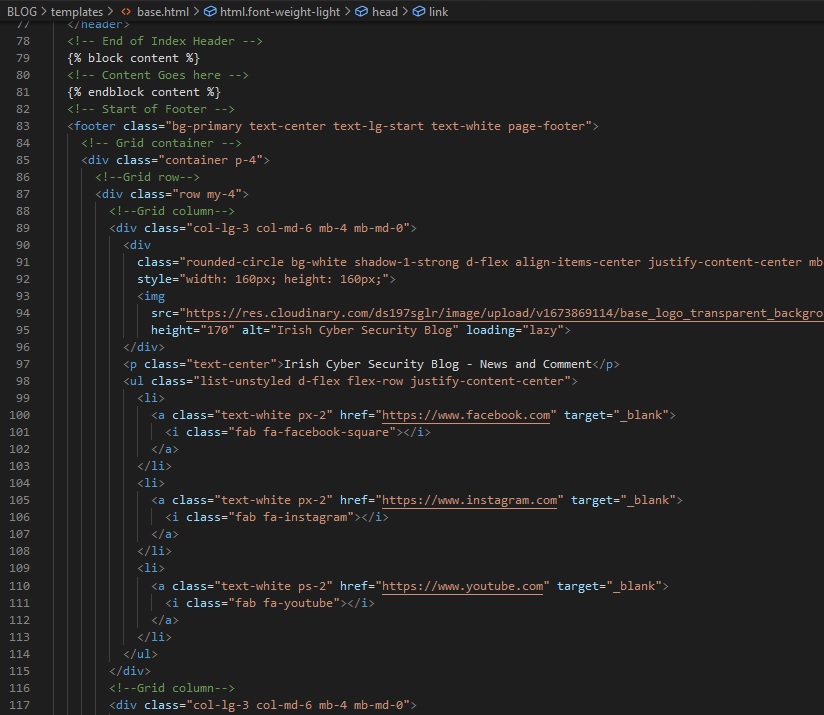 BLOG > templates > <> base.html > html.font-weight-light > head > link
77 </header>
78 <!-- End of Index Header -->
79 {% block content %}
80 <!-- Content Goes here -->
81 {% endblock content %}
82 <!-- Start of Footer -->
83 <footer class="bg-primary text-center text-lg-start text-white page-footer">
84 <!-- Grid container -->
85 <div class="container p-4">
86 <!--Grid row-->
87 <div class="row my-4">
88 <!--Grid column-->
89 <div class="col-lg-3 col-md-6 mb-4 mb-md-0">
90 <div
91 class="rounded-circle bg-white shadow-1-strong d-flex align-items-center justify-content-center mb
92 style="width: 160px; height: 160px;">
93 <img
94 src="https://res.cloudinary.com/ds197sglr/image/upload/v1673869114/base_logo_transparent_backgro
95 height="170" alt="Irish Cyber Security Blog" loading="lazy">
96 </div>
97 <p class="text-center">Irish Cyber Security Blog - News and Comment</p>
98 <ul class="list-unstyled d-flex flex-row justify-content-center">
99 <li>
100 <a class="text-white px-2" href="https://www.facebook.com" target="_blank">
101 <i class="fab fa-facebook-square"></i>
102 </a>
103 </li>
104 <li>
105 <a class="text-white px-2" href="https://www.instagram.com" target="_blank">
106 <i class="fab fa-instagram"></i>
107 </a>
108 </li>
109 <li>
110 <a class="text-white ps-2" href="https://www.youtube.com" target="_blank">
111 <i class="fab fa-youtube"></i>
112 </a>
113 </li>
114 </ul>
115 </div>
116 <!--Grid column-->
117 <div class="col-lg-3 col-md-6 mb-4 mb-md-0">